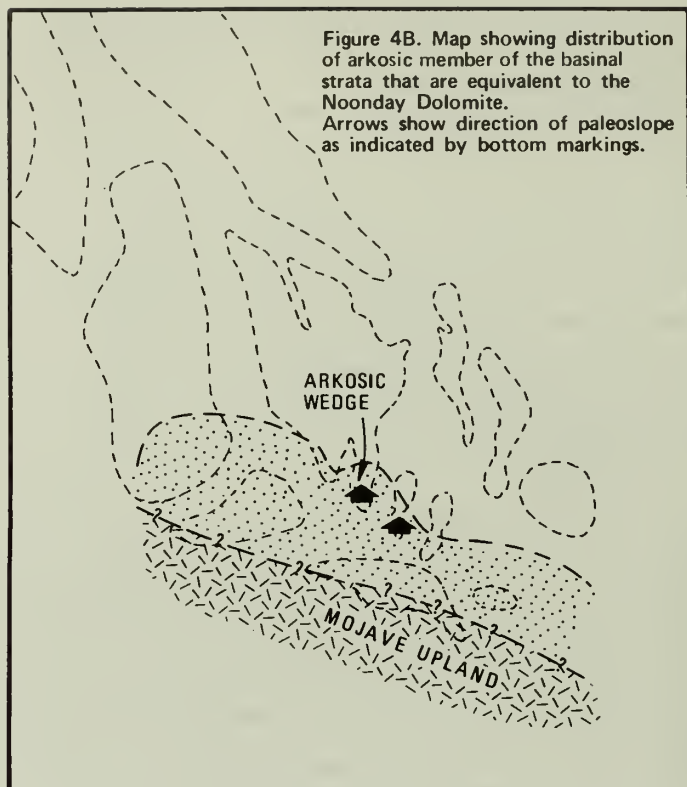 Figure 4B. Map showing distribution
of arkosic member of the basinal
strata that are equivalent to the
Noonday Dolomite.
Arrows show direction of paleoslope
as indicated by bottom markings.
ARKOSIC
WEDGE
? ? ? ? ? ? ?
MOJAVE UPLAND